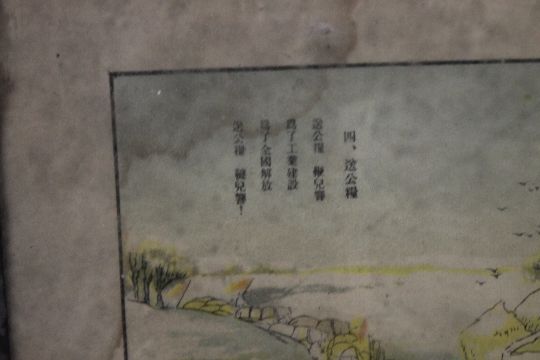 四、送公糧
送公糧 鞭兒響
爲了工業建設
爲了全國解放
送公糧 鞭兒響！